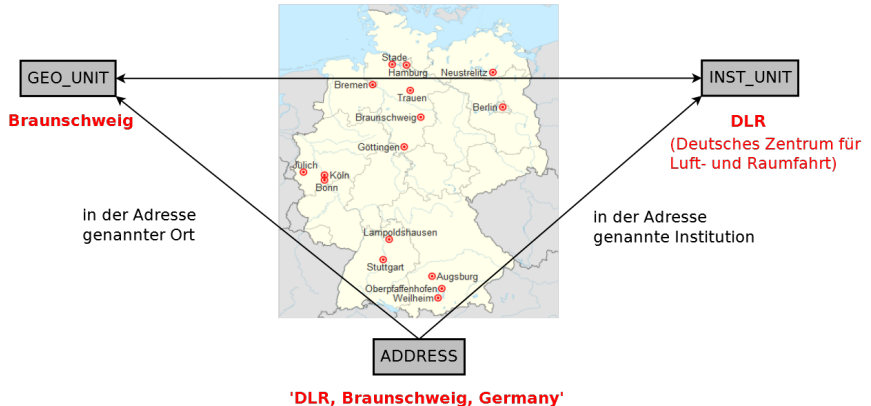 Stade
Hamburg
Neustrelitz
GEO_UNIT
INST_UNIT
Bremen
Trauen
Berlin
Braunschweig
Braunschweig
DLR
(Deutsches Zentrum für
Luft- und Raumfahrt)
Göttingen
Jülich
Köln
Bonn
in der Adresse
genannter Ort
in der Adresse
genannte Institution
Lampoldshausen
Stuttgart
Augsburg
Oberpfaffenhofen
Weilheim
ADDRESS
'DLR, Braunschweig, Germany'